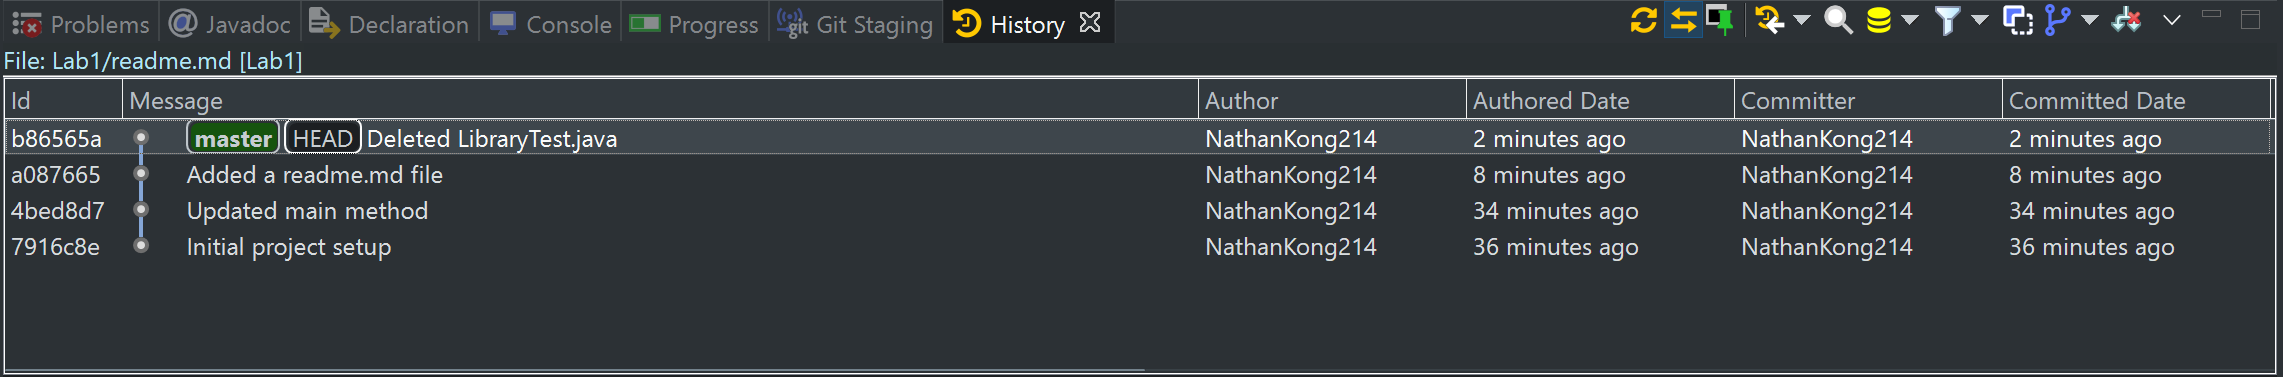 Problems @ Javadoc Declaration Console Progress git Git Staging History
File: Lab1/readme.md [Lab1]
Id Message Author Authored Date Committer Committed Date
b86565a master HEAD Deleted LibraryTest.java NathanKong214 2 minutes ago NathanKong214 2 minutes ago
a087665 Added a readme.md file NathanKong214 8 minutes ago NathanKong214 8 minutes ago
4bed8d7 Updated main method NathanKong214 34 minutes ago NathanKong214 34 minutes ago
7916c8e Initial project setup NathanKong214 36 minutes ago NathanKong214 36 minutes ago